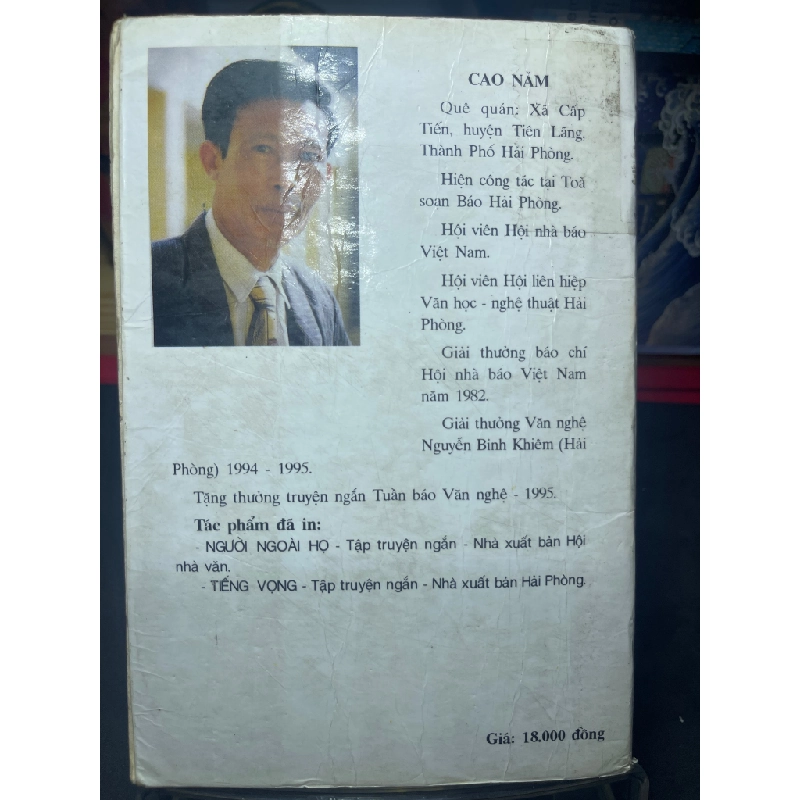 CAO NĂM
Quê quán: Xã Cấp
Tiến, huyện Tiên Lãng.
Thành Phố Hải Phòng.
Hiện công tác tại Toà
soạn Báo Hải Phòng.
Hội viên Hội nhà báo
Việt Nam.
Hội viên Hội liên hiệp
Văn học - nghệ thuật Hải
Phòng.
Giải thưởng báo chí
Hội nhà báo Việt Nam
năm 1982.
Giải thưởng Văn nghệ
Nguyễn Bỉnh Khiêm (Hải
Phòng) 1994 - 1995.
Tặng thưởng truyện ngắn Tuần báo Văn nghệ - 1995.
Tác phẩm đã in:
- NGƯỜI NGOÀI HỌ - Tập truyện ngắn - Nhà xuất bản Hội
nhà văn.
- TIẾNG VỌNG - Tập truyện ngắn - Nhà xuất bản Hải Phòng.
Giá: 18.000 đồng